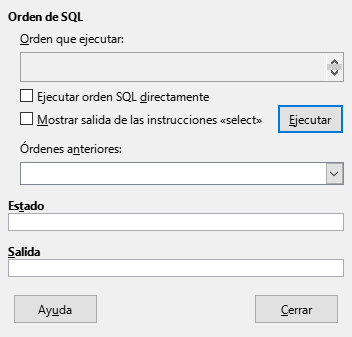 Orden de SQL
Orden que ejecutar:
Ejecutar orden SQL directamente
Mostrar salida de las instrucciones «select»
Ejecutar
Órdenes anteriores:
Estado
Salida
Ayuda
Cerrar